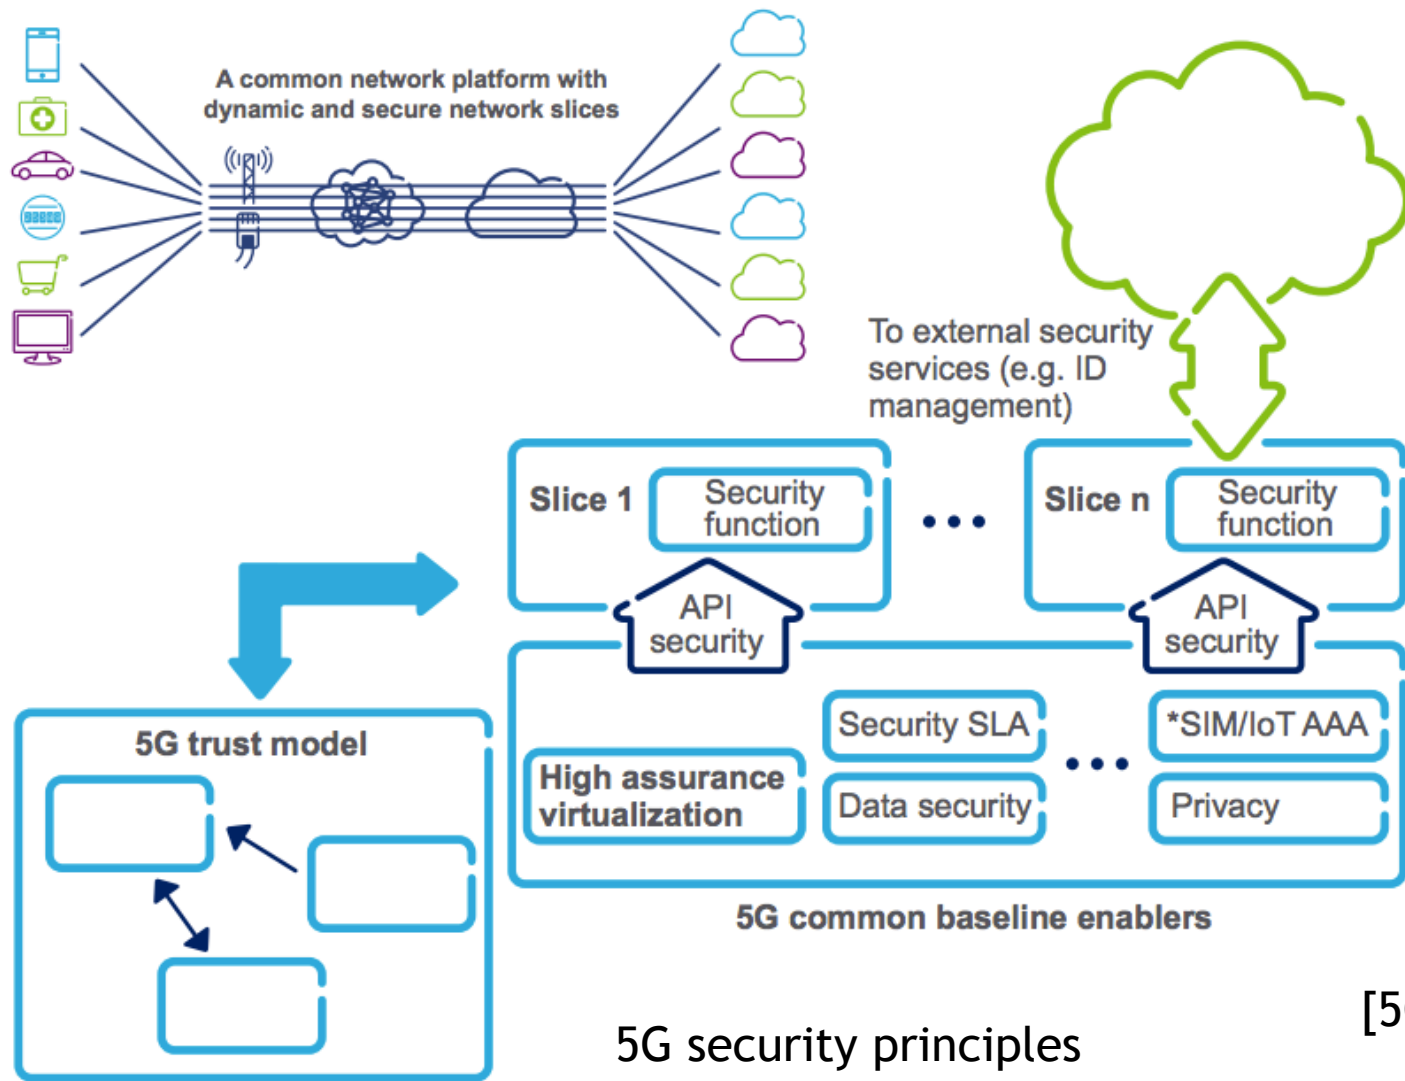 A common network platform with
dynamic and secure network slices
To external security
services (e.g. ID
management)
Slice 1
Security
function
Slice n
Security
function
API
security
API
security
5G trust model
High assurance
virtualization
Security SLA
Data security
*SIM/IoT AAA
Privacy
5G common baseline enablers
5G security principles